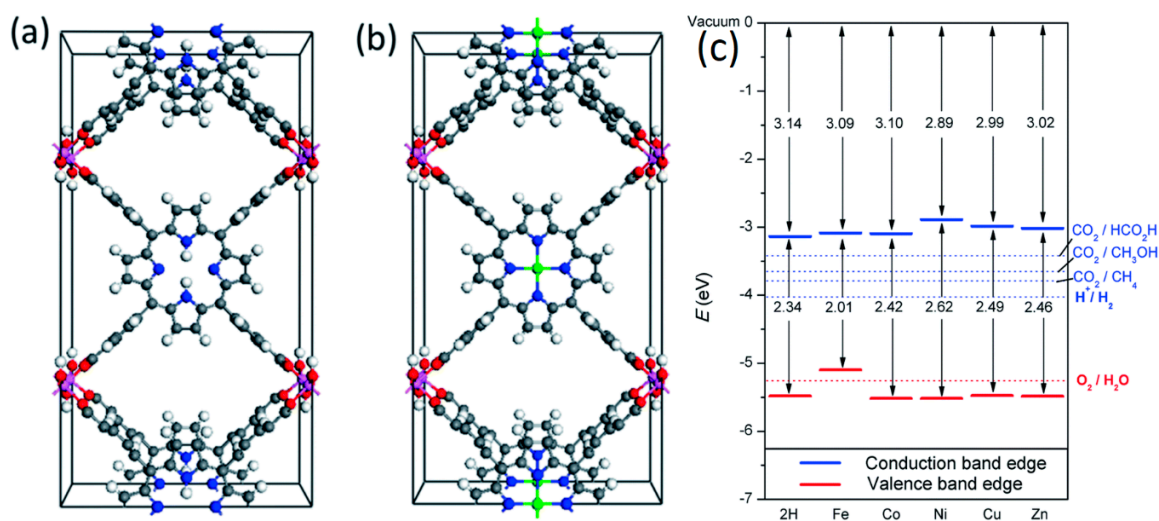 (a)
(b)
(c)
Vacuum 0
-1
-2
-3
-4
-5
-6
-7
E (eV)
3.14 3.09 3.10 2.89 2.99 3.02
2.34 2.01 2.42 2.62 2.49 2.46
CO₂ / HCO₂H
CO₂ / CH₃OH
CO₂ / CH₄
H⁺/ H₂
O₂ / H₂O
Conduction band edge
Valence band edge
2H Fe Co Ni Cu Zn